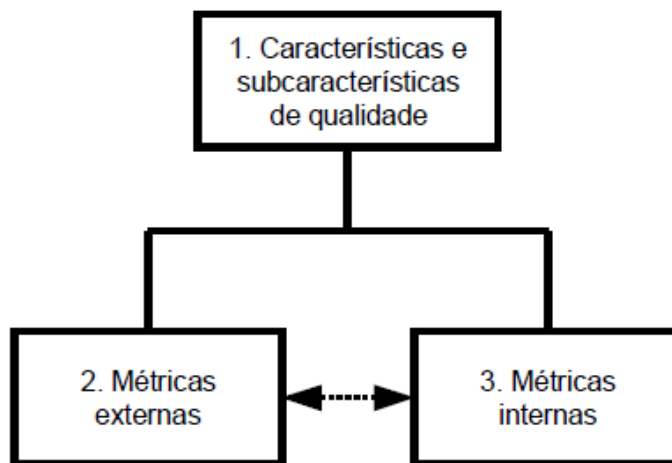 1. Características e
subcaracterísticas
de qualidade
2. Métricas
externas
3. Métricas
internas